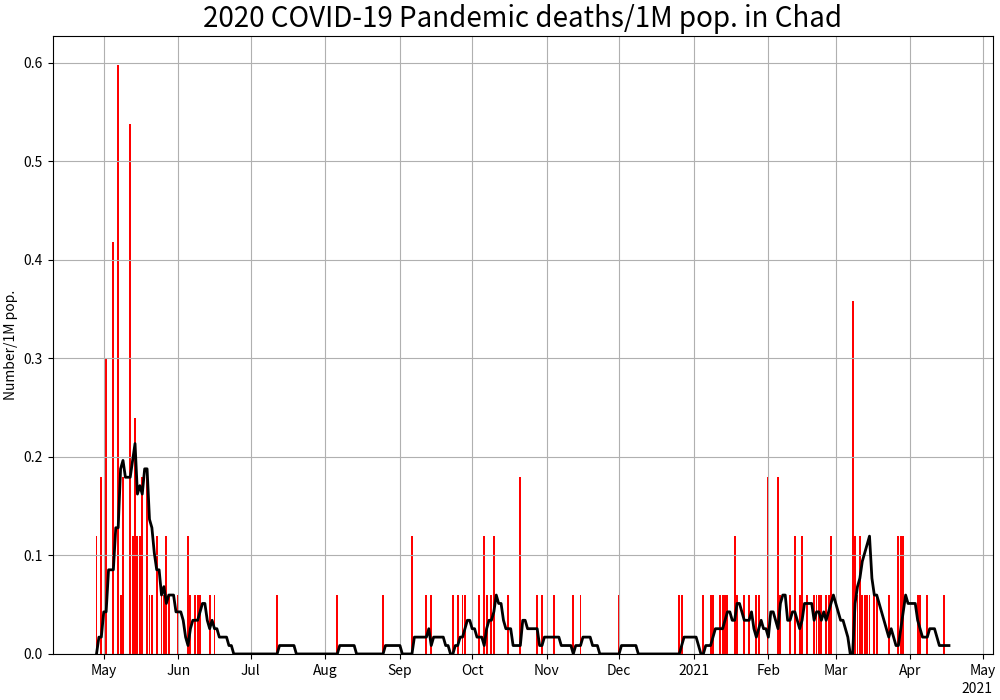 2020 COVID-19 Pandemic deaths/1M pop. in Chad
Number/1M pop.
0.6
0.5
0.4
0.3
0.2
0.1
0.0
May Jun Jul Aug Sep Oct Nov Dec 2021 Feb Mar Apr May
2021